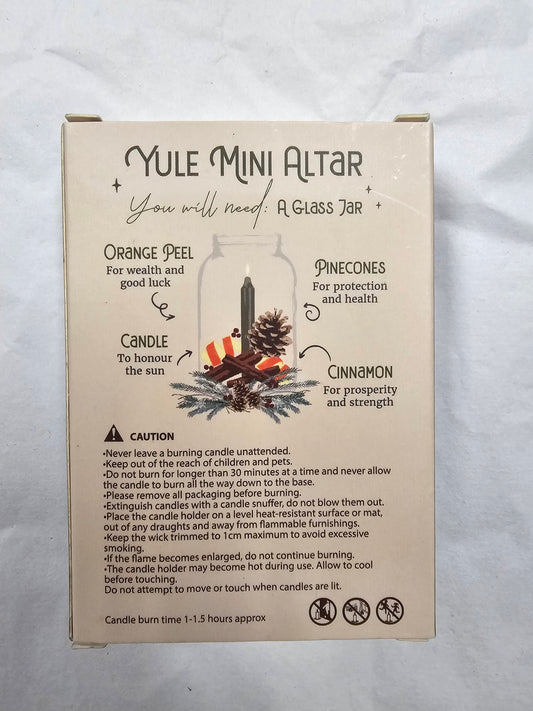 YULE MINI ALTAR
You will need: A GLASS JAR
ORANGE PEEL
For wealth and
good luck
PINECONES
For protection
and health
CANDLE
To honour
the sun
CINNAMON
For prosperity
and strength
CAUTION
•Never leave a burning candle unattended.
•Keep out of the reach of children and pets.
•Do not burn for longer than 30 minutes at a time and never allow
the candle to burn all the way down to the base.
•Please remove all packaging before burning.
•Extinguish candles with a candle snuffer, do not blow them out.
•Place the candle holder on a level heat-resistant surface or mat,
out of any draughts and away from flammable furnishings.
•Keep the wick trimmed to 1cm maximum to avoid excessive
smoking.
•If the flame becomes enlarged, do not continue burning.
•The candle holder may become hot during use. Allow to cool
before touching.
Do not attempt to move or touch when candles are lit.
Candle burn time 1-1.5 hours approx